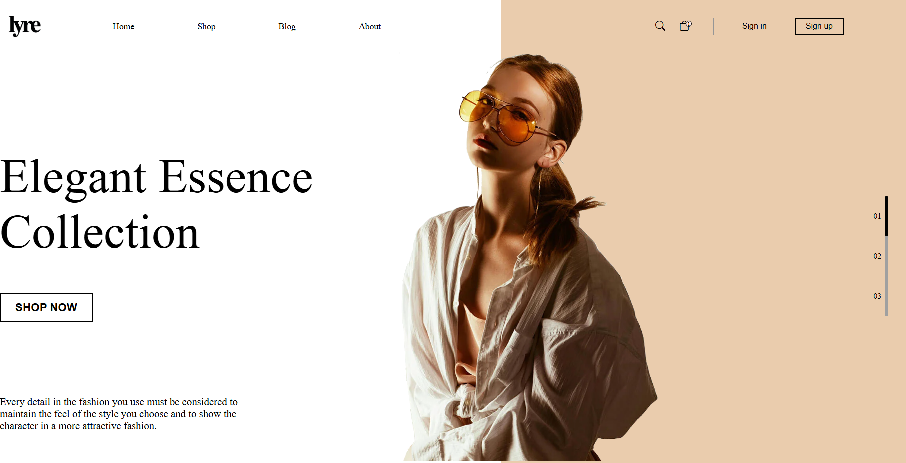 lyre
Home Shop Blog About Sign in Sign up
Elegant Essence
Collection
01
02
03
SHOP NOW
Every detail in the fashion you use must be considered to
maintain the feel of the style you choose and to show the
character in a more attractive fashion.